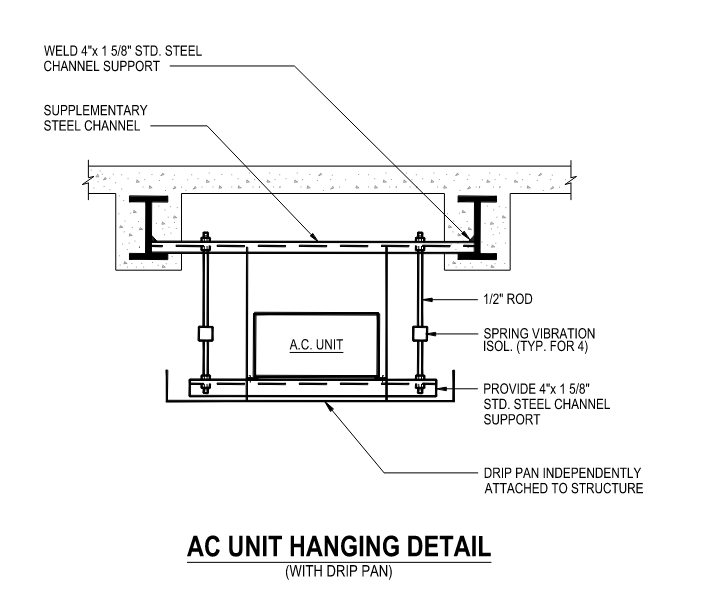 WELD 4"x 1 5/8" STD. STEEL
CHANNEL SUPPORT
SUPPLEMENTARY
STEEL CHANNEL
1/2" ROD
SPRING VIBRATION
ISOL. (TYP. FOR 4)
A.C. UNIT
PROVIDE 4"x 1 5/8"
STD. STEEL CHANNEL
SUPPORT
DRIP PAN INDEPENDENTLY
ATTACHED TO STRUCTURE
AC UNIT HANGING DETAIL
(WITH DRIP PAN)